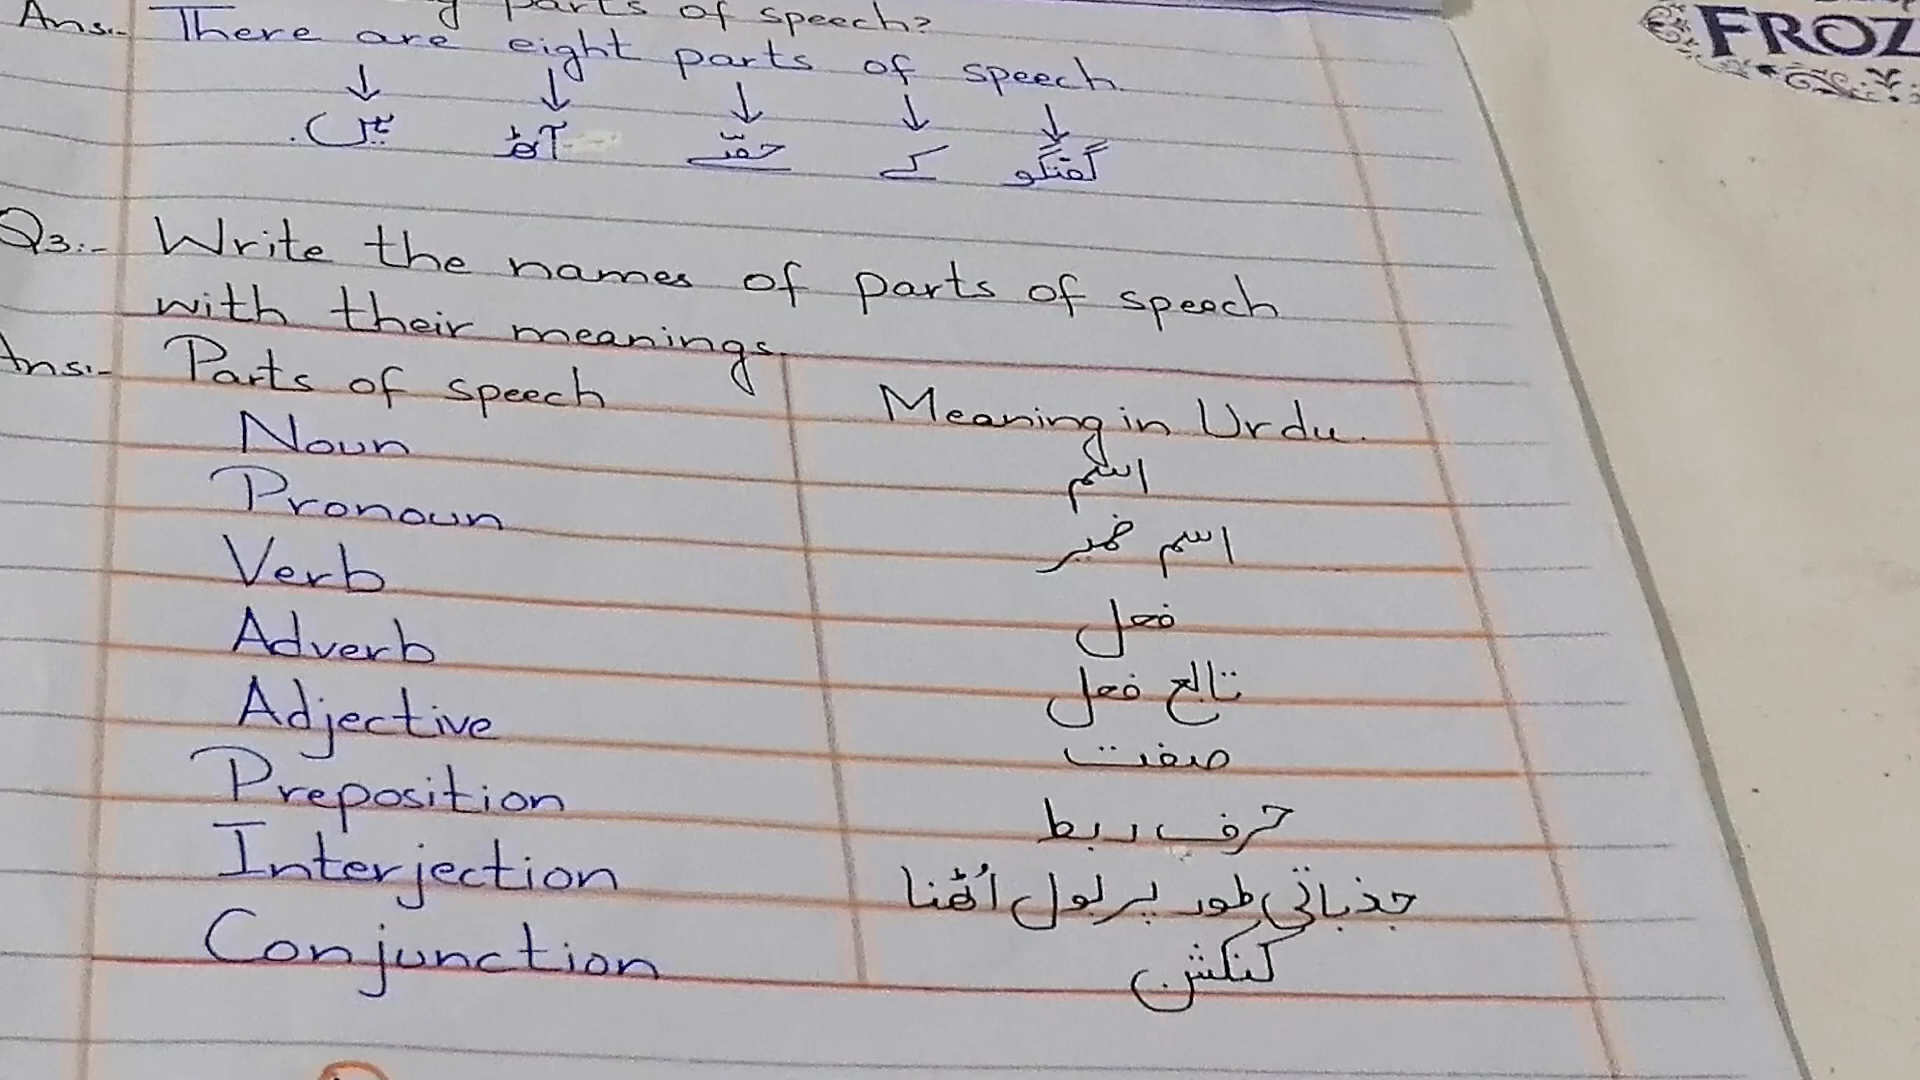 parts of speech?
Ans:- There are eight parts of speech.
ہیں. آٹھ حصّے کے گفتگو
Q3:- Write the names of parts of speech
with their meanings.
Ans:- Parts of speech Meaning in Urdu.
Noun اسم
Pronoun اسم ضمیر
Verb فعل
Adverb تابع فعل
Adjective صفت
Preposition حرف ربط
Interjection جذباتی طور پر بول اُٹھنا
Conjunction کنکشن
FROZ